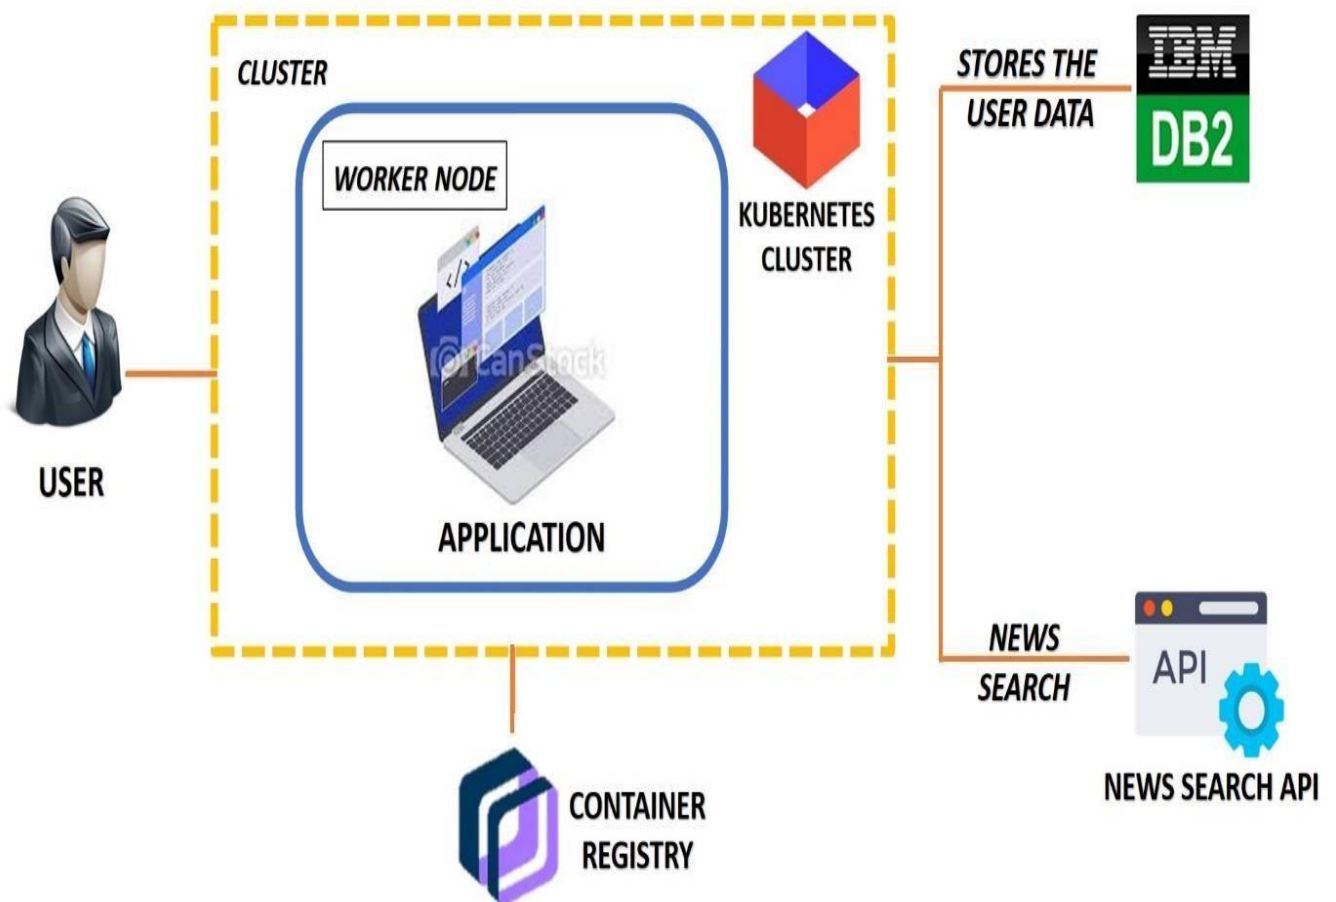 CLUSTER
WORKER NODE
</>
CanStock
APPLICATION
KUBERNETES
CLUSTER
USER
STORES THE
USER DATA
IBM
DB2
NEWS
SEARCH
API
NEWS SEARCH API
CONTAINER
REGISTRY